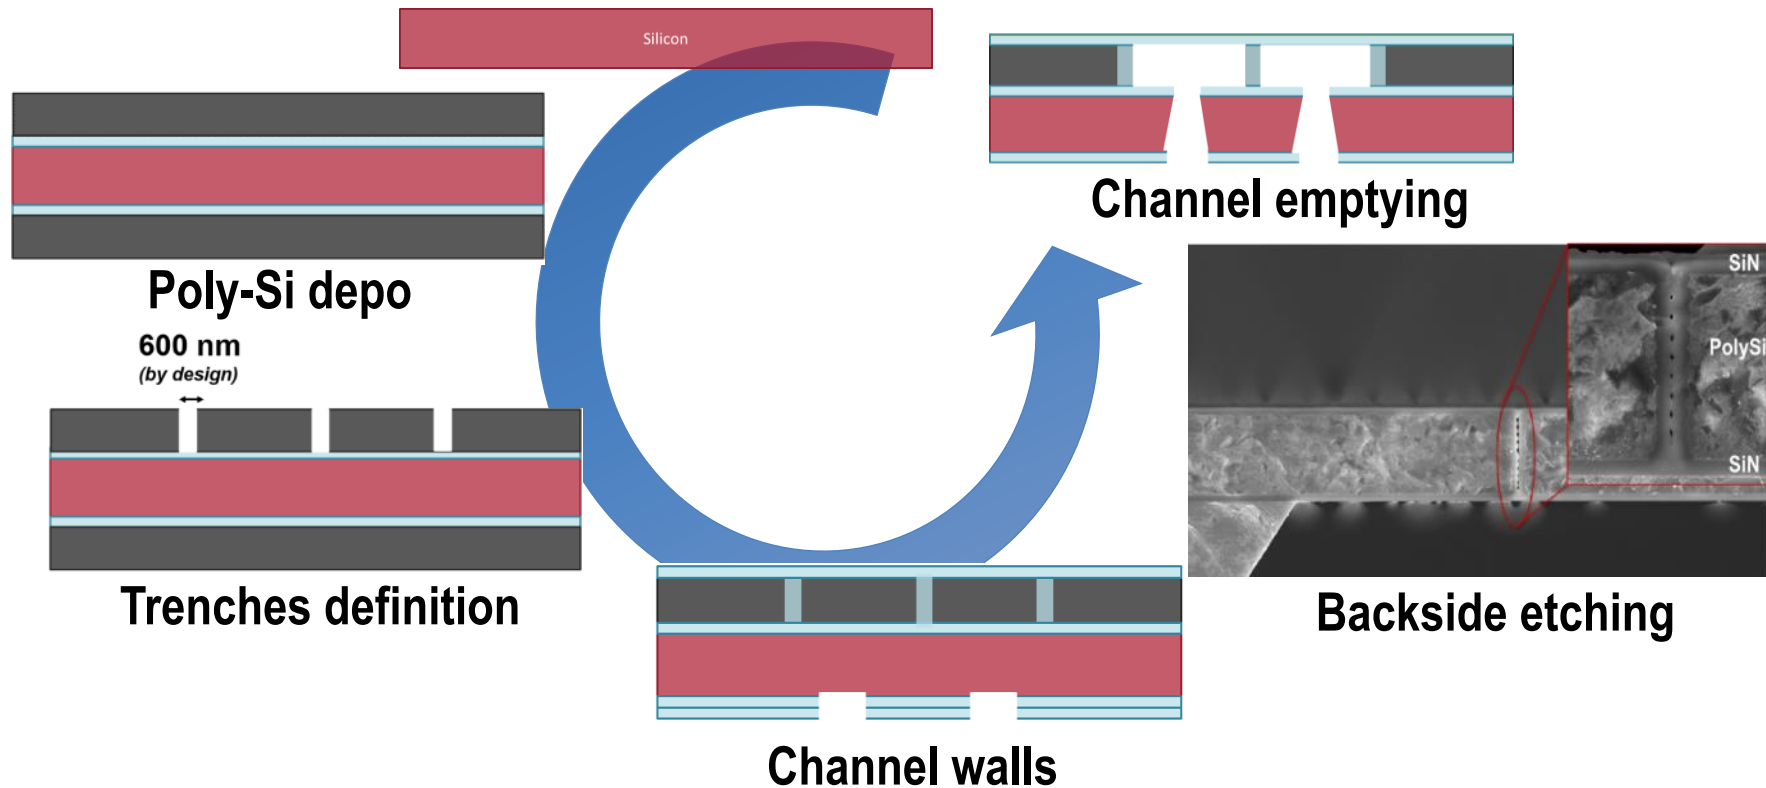 Silicon
Poly-Si depo
600 nm
(by design)
Trenches definition
Channel walls
SiN
PolySi
SiN
Backside etching
Channel emptying